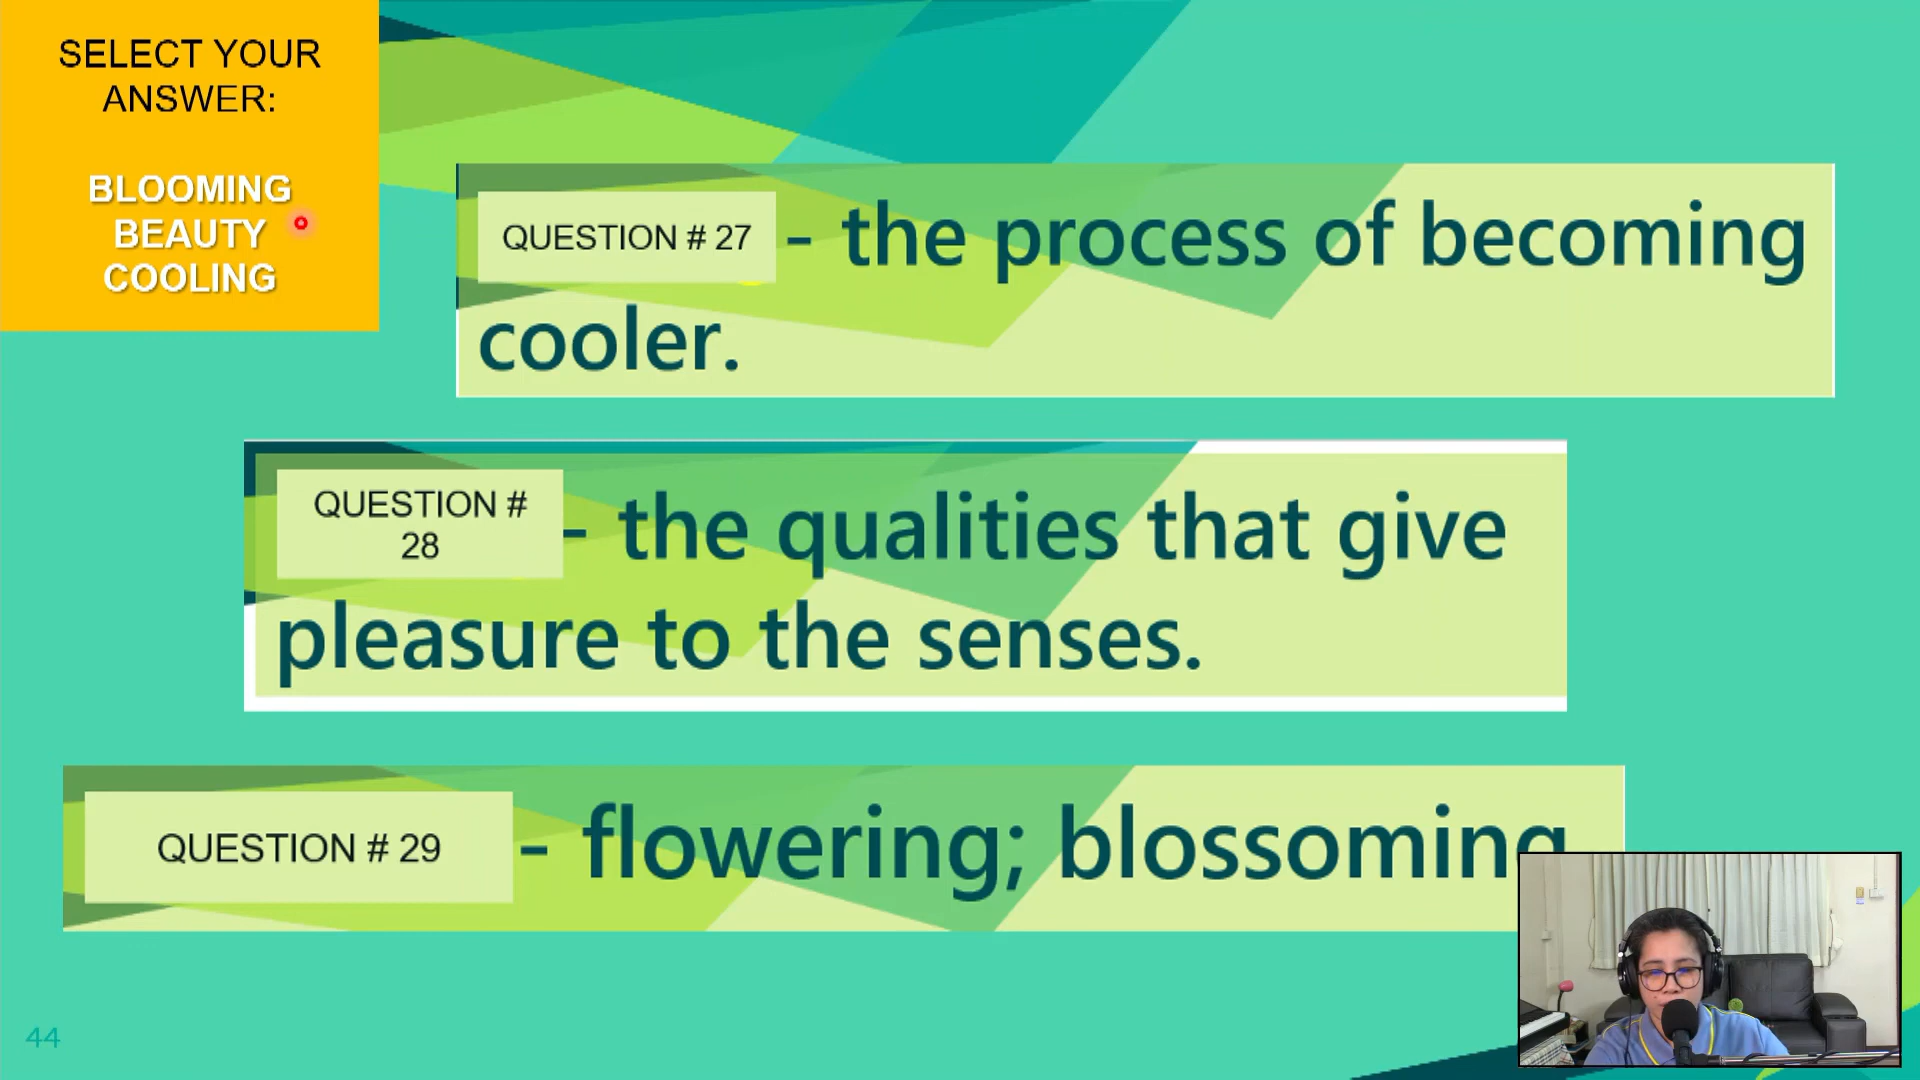 SELECT YOUR
ANSWER:
BLOOMING
BEAUTY
COOLING
QUESTION # 27 - the process of becoming
cooler.
QUESTION #
28
- the qualities that give
pleasure to the senses.
QUESTION # 29 - flowering; blossoming
44